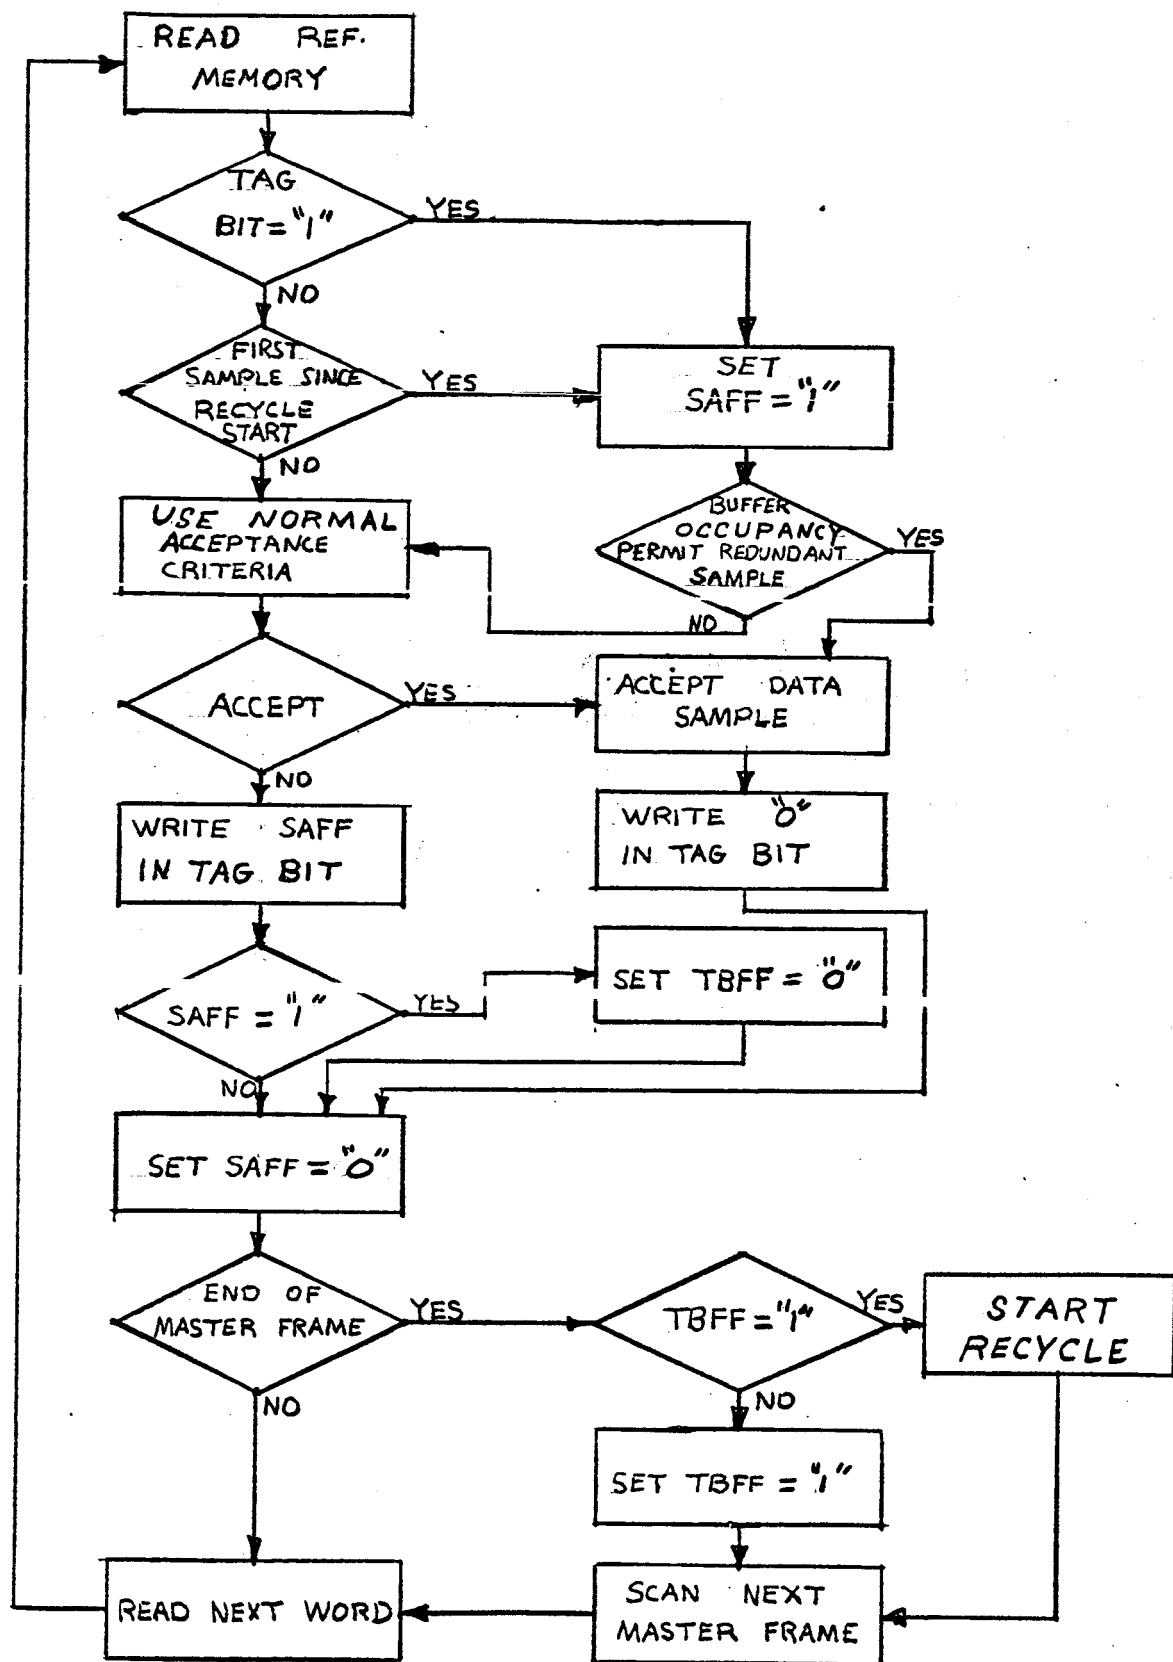 READ REF.
MEMORY
TAG
BIT="1"
YES
NO
FIRST
SAMPLE SINCE
RECYCLE
START
YES
NO
SET
SAFF="1"
BUFFER
OCCUPANCY
PERMIT REDUNDANT
SAMPLE
YES
NO
USE NORMAL
ACCEPTANCE
CRITERIA
ACCEPT
YES
NO
ACCEPT DATA
SAMPLE
WRITE SAFF
IN TAG BIT
WRITE "0"
IN TAG BIT
SAFF = "1"
YES
NO
SET TBFF = "0"
SET SAFF = "0"
END OF
MASTER FRAME
YES
NO
TBFF="1"
YES
NO
START
RECYCLE
SET TBFF = "1"
READ NEXT WORD
SCAN NEXT
MASTER FRAME